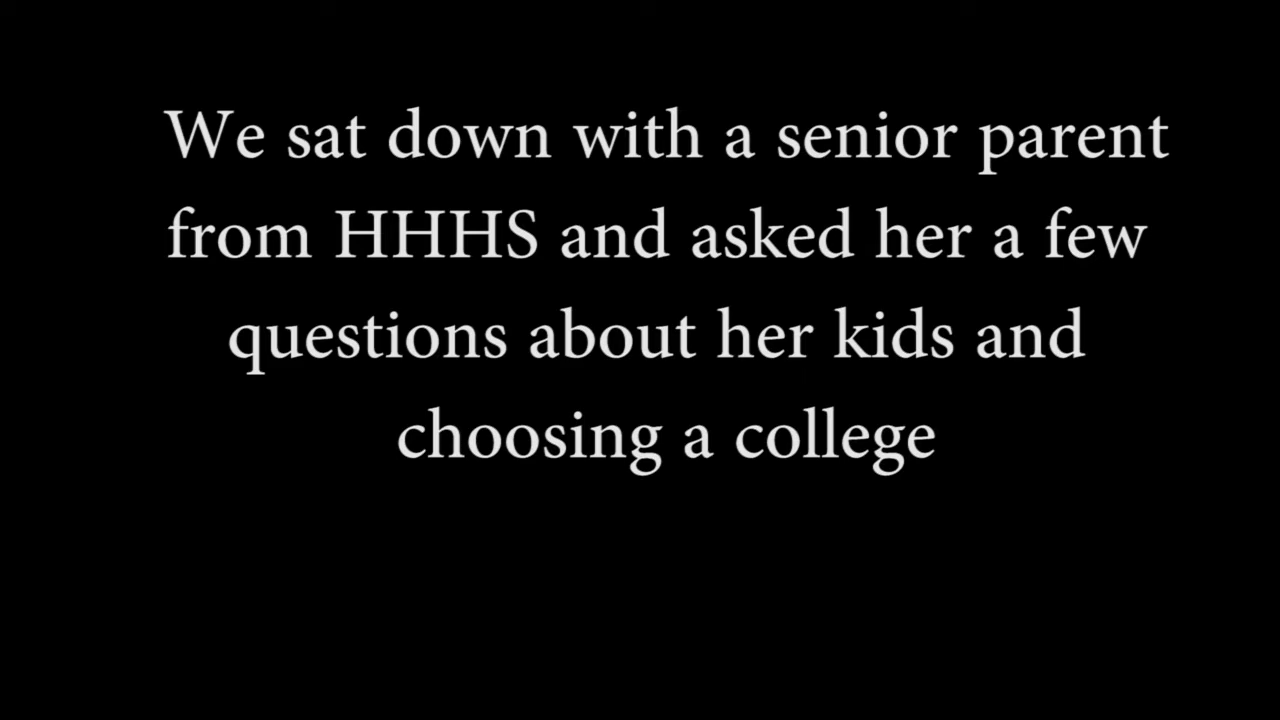 We sat down with a senior parent
from HHHS and asked her a few
questions about her kids and
choosing a college